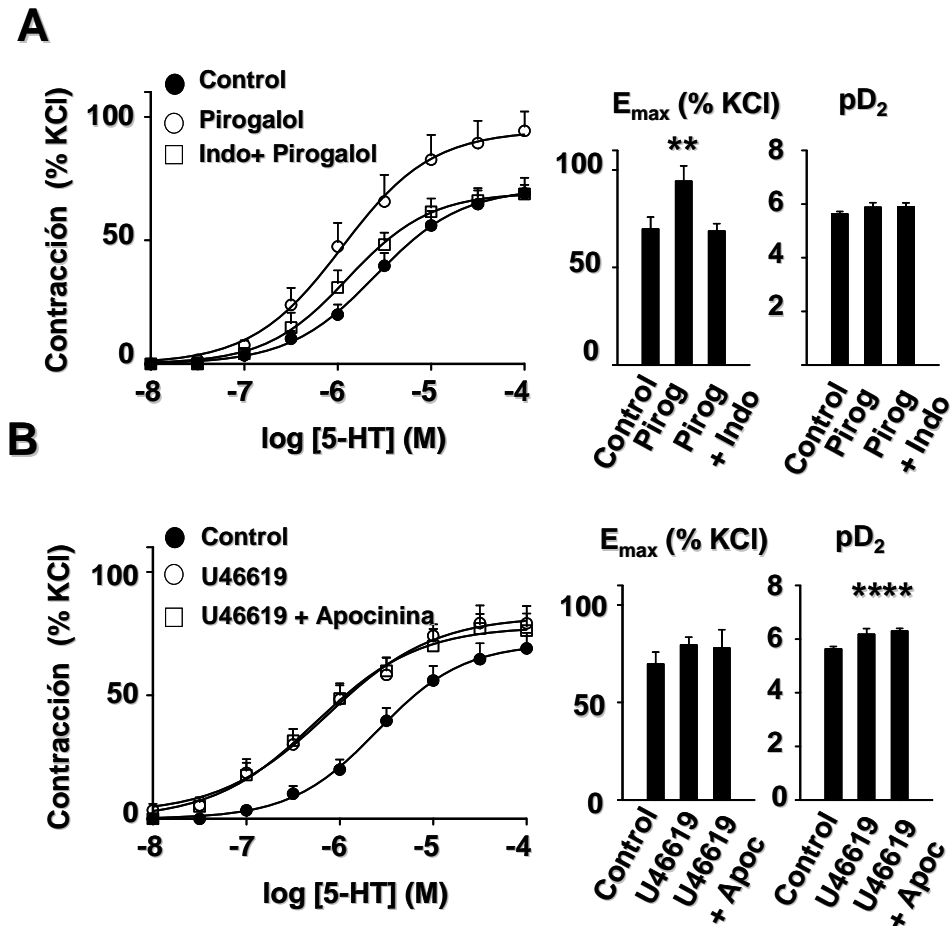 A
Control
Pirogalol
Indo+ Pirogalol
Contracción (% KCl)
100
50
0
-8 -7 -6 -5 -4
log [5-HT] (M)
Emax (% KCl)
**
100
50
0
Control
Pirog
Pirog + Indo
pD2
8
6
4
2
Control
Pirog
Pirog + Indo
B
Control
U46619
U46619 + Apocinina
Contracción (% KCl)
100
50
0
-8 -7 -6 -5 -4
log [5-HT] (M)
Emax (% KCl)
100
50
0
Control
U46619
U46619 + Apoc
pD2
****
8
6
4
2
0
Control
U46619
U46619 + Apoc